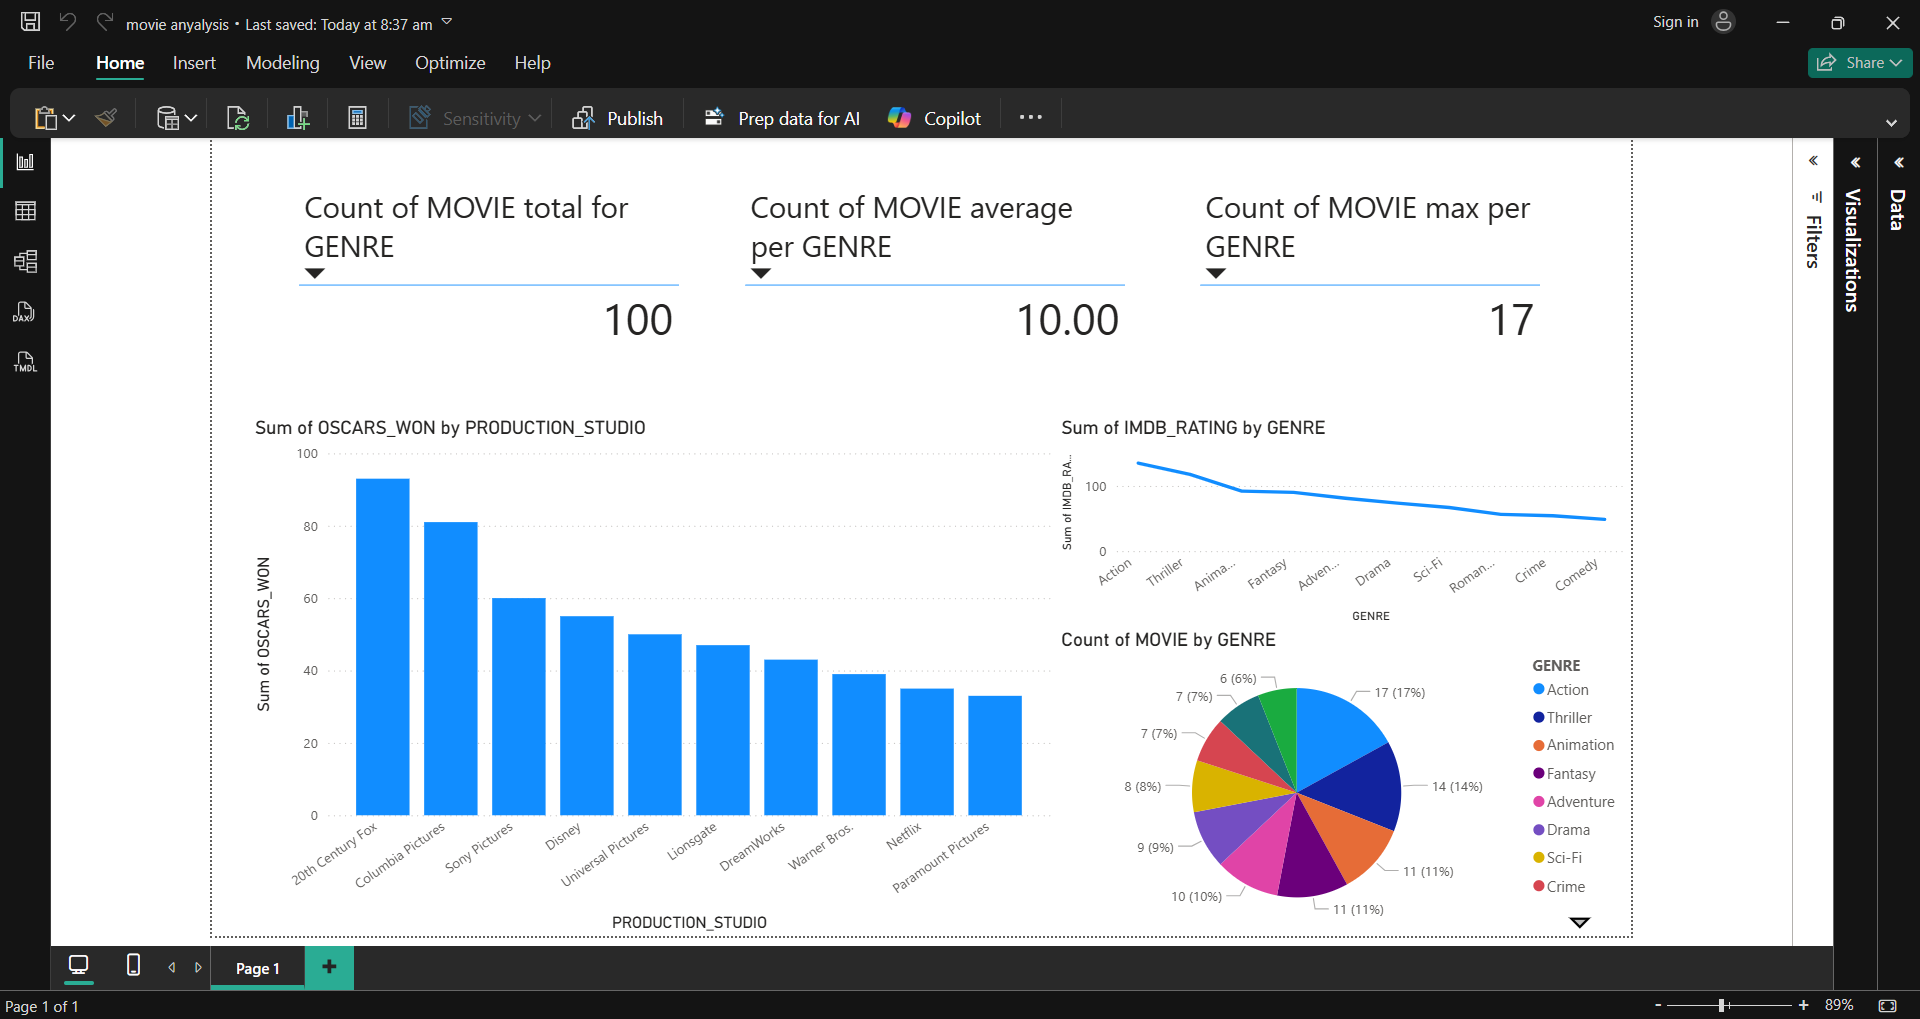 movie anyalysis • Last saved: Today at 8:37 am
Sign in
File Home Insert Modeling View Optimize Help
Share
Sensitivity Publish Prep data for AI Copilot
DAX
TMDL
Count of MOVIE total for
GENRE
100
Count of MOVIE average
per GENRE
10.00
Count of MOVIE max per
GENRE
17
Filters
Visualizations
Data
Sum of OSCARS_WON by PRODUCTION_STUDIO
Sum of OSCARS_WON
100
80
60
40
20
0
20th Century Fox
Columbia Pictures
Sony Pictures
Disney
Universal Pictures
Lionsgate
DreamWorks
Warner Bros.
Netflix
Paramount Pictures
PRODUCTION_STUDIO
Sum of IMDB_RATING by GENRE
Sum of IMDB_RA...
100
0
Action
Thriller
Anima...
Fantasy
Adven...
Drama
Sci-Fi
Roman...
Crime
Comedy
GENRE
Count of MOVIE by GENRE
17 (17%)
14 (14%)
11 (11%)
11 (11%)
10 (10%)
9 (9%)
8 (8%)
7 (7%)
7 (7%)
6 (6%)
GENRE
Action
Thriller
Animation
Fantasy
Adventure
Drama
Sci-Fi
Crime
Page 1
+
Page 1 of 1
- + 89%